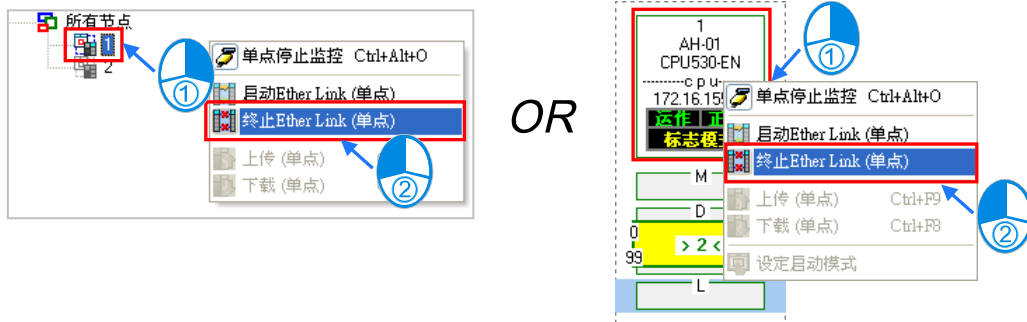 所有节点
1
2
单点停止监控 Ctrl+Alt+O
启动Ether Link (单点)
终止Ether Link (单点)
上传 (单点)
下载 (单点)
①
②
OR
1
AH-01
CPU530-EN
---------cpu-
172.16.15
运作 正
标志模
M
D
0
99
> 2 <
L
单点停止监控 Ctrl+Alt+O
启动Ether Link (单点)
终止Ether Link (单点)
上传 (单点) Ctrl+F9
下载 (单点) Ctrl+F8
设定启动模式
①
②